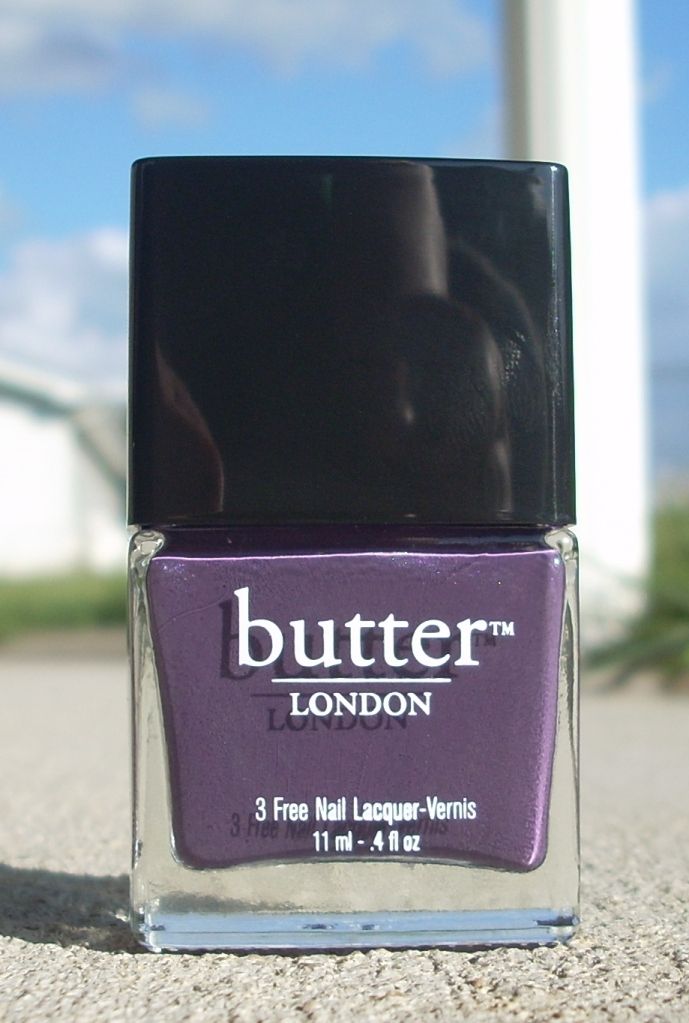 butter™
LONDON
3 Free Nail Lacquer-Vernis
11 ml - .4 fl oz